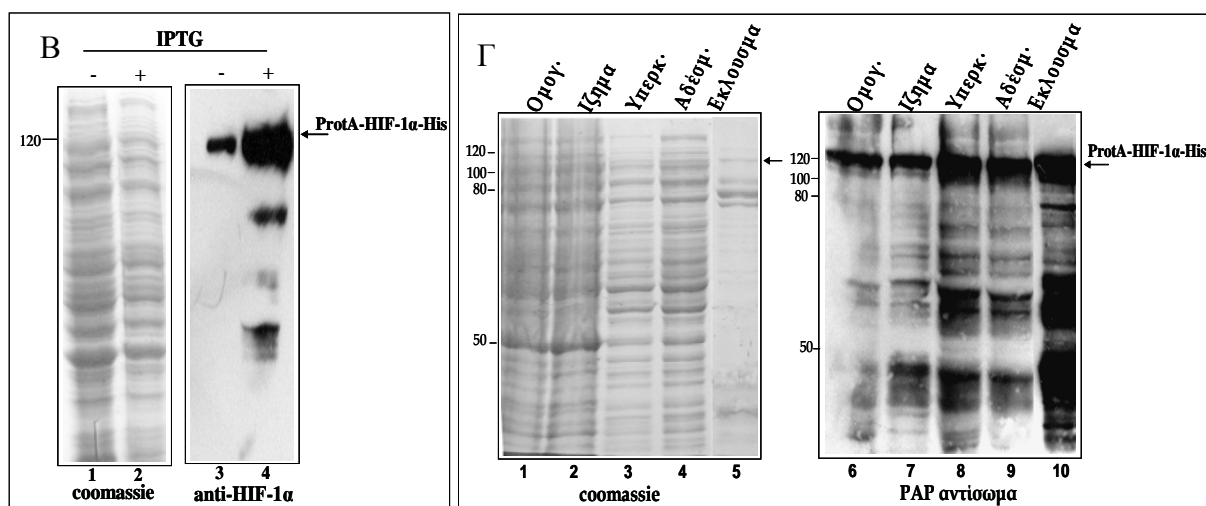 B
IPTG
- + - +
120
ProtA-HIF-1α-His
1 2 3 4
coomassie anti-HIF-1α
Γ
Ομογ. Ιζημα Υπερκ. Αδέσμ. Εκλουσμα
120
100
80
50
1 2 3 4 5
coomassie
Ομογ. Ιζημα Υπερκ. Αδέσμ. Εκλουσμα
120
100
80
50
ProtA-HIF-1α-His
6 7 8 9 10
PAP αντίσωμα